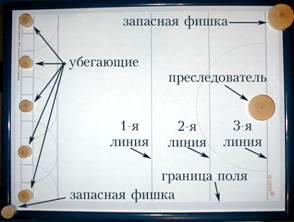 запасная фишка
убегающие
преследователь
1-я
линия
2-я
линия
3-я
линия
граница поля
запасная фишка